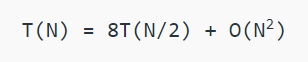 T(N) = 8T(N/2) + O(N²)